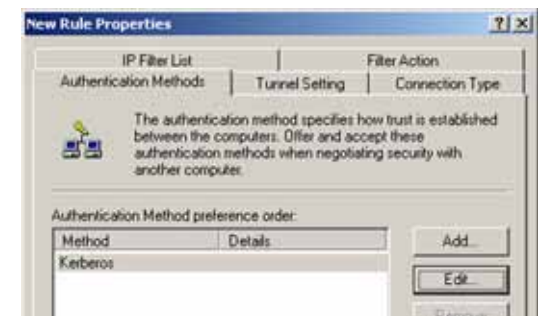 New Rule Properties
IP Filter List Filter Action
Authentication Methods Tunnel Setting Connection Type
The authentication method specifies how trust is established
between the computers. Offer and accept these
authentication methods when negotiating security with
another computer.
Authentication Method preference order:
Method Details Add...
Kerberos
Edit...
Remove